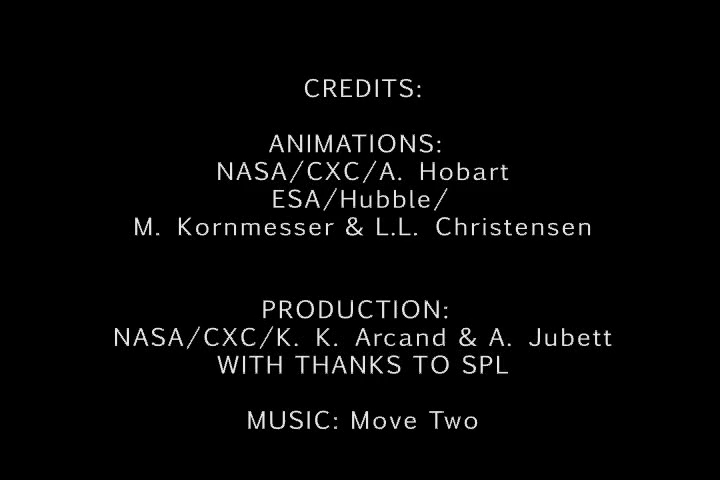 CREDITS:
ANIMATIONS:
NASA/CXC/A. Hobart
ESA/Hubble/
M. Kornmesser & L.L. Christensen
PRODUCTION:
NASA/CXC/K. K. Arcand & A. Jubett
WITH THANKS TO SPL
MUSIC: Move Two